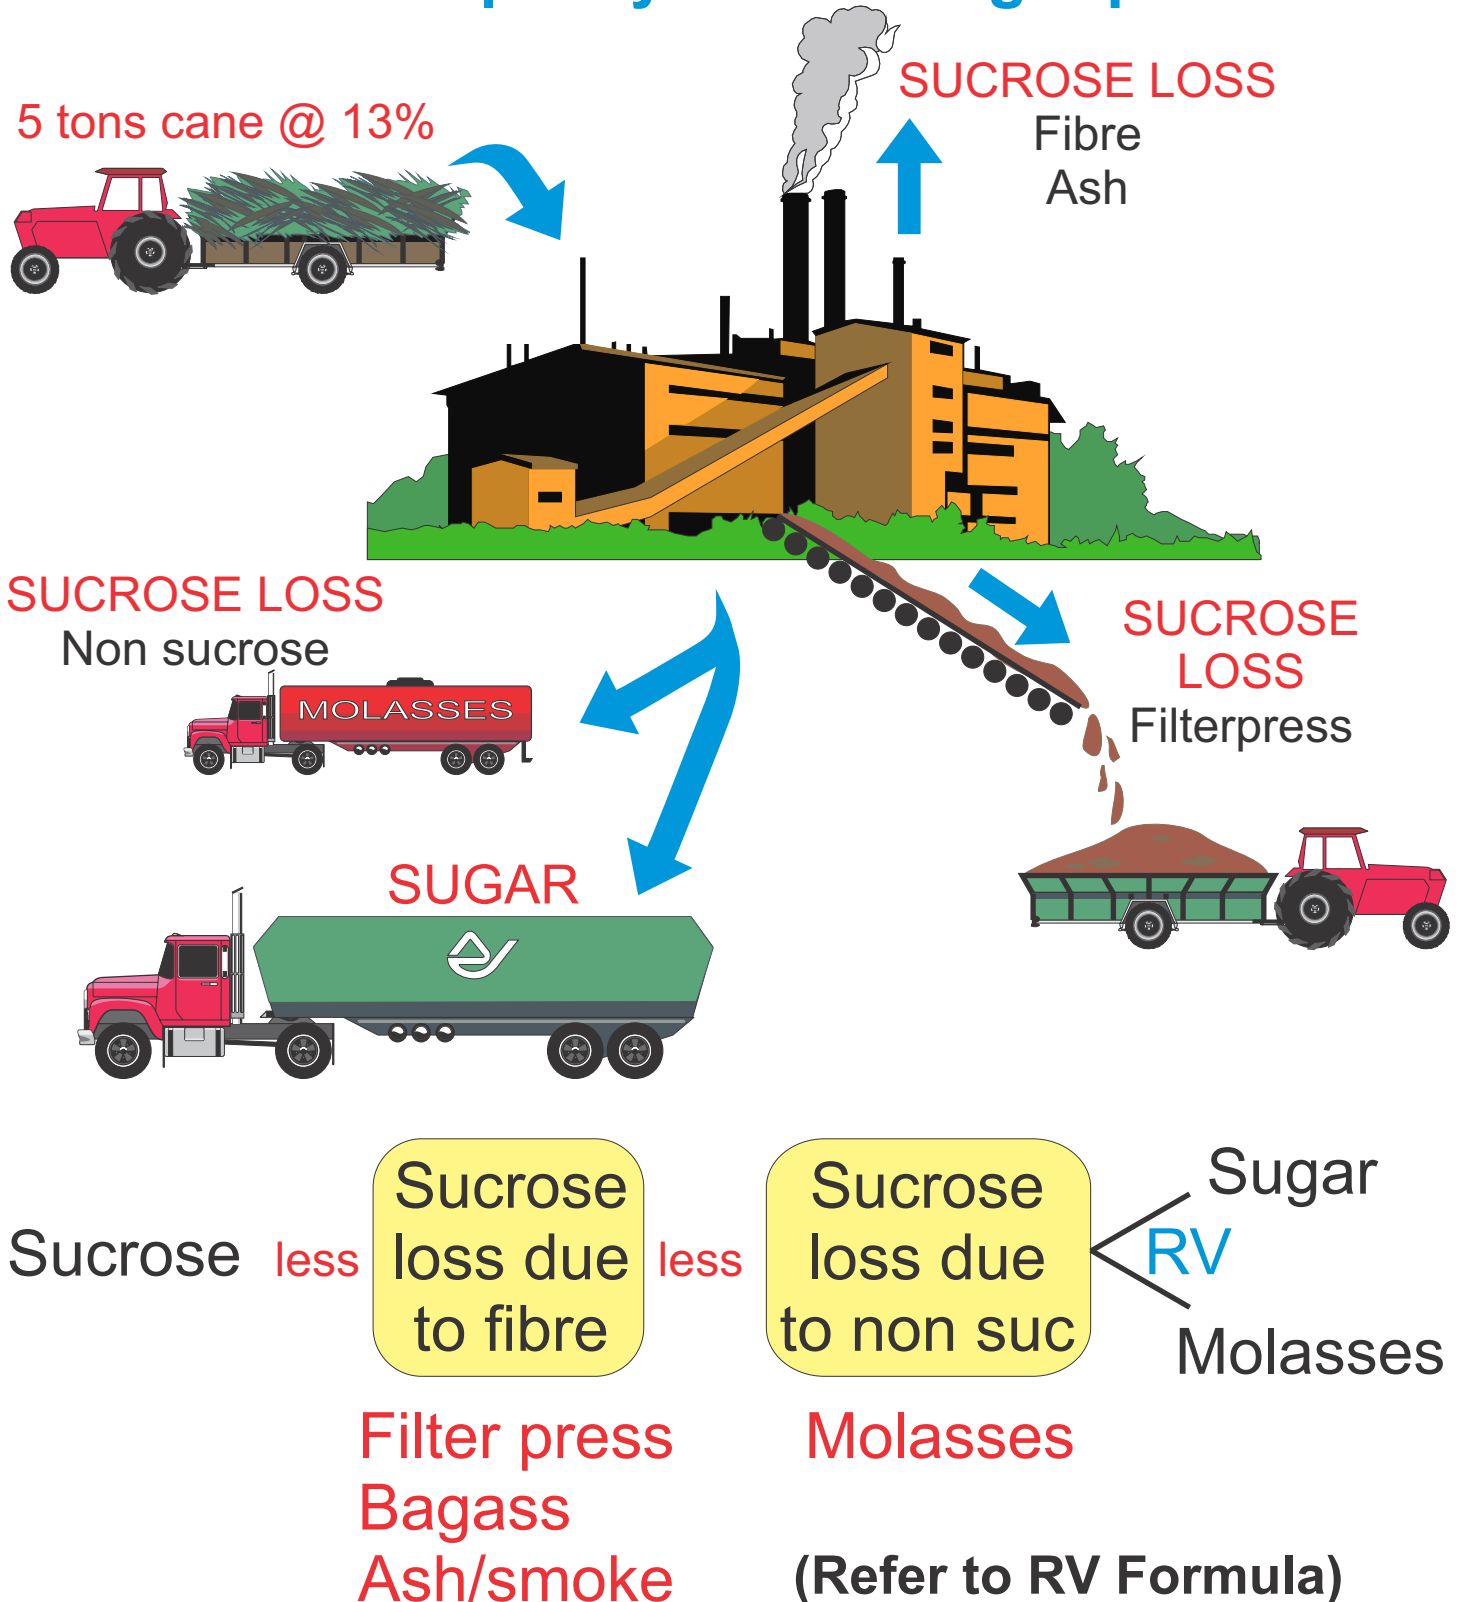 SUCROSE LOSS
Fibre
Ash
5 tons cane @ 13%
SUCROSE LOSS
Non sucrose
MOLASSES
SUCROSE
LOSS
Filterpress
SUGAR
Sucrose less Sucrose loss due to fibre less Sucrose loss due to non suc
Sugar
RV
Molasses
Filter press
Bagass
Ash/smoke
Molasses
(Refer to RV Formula)